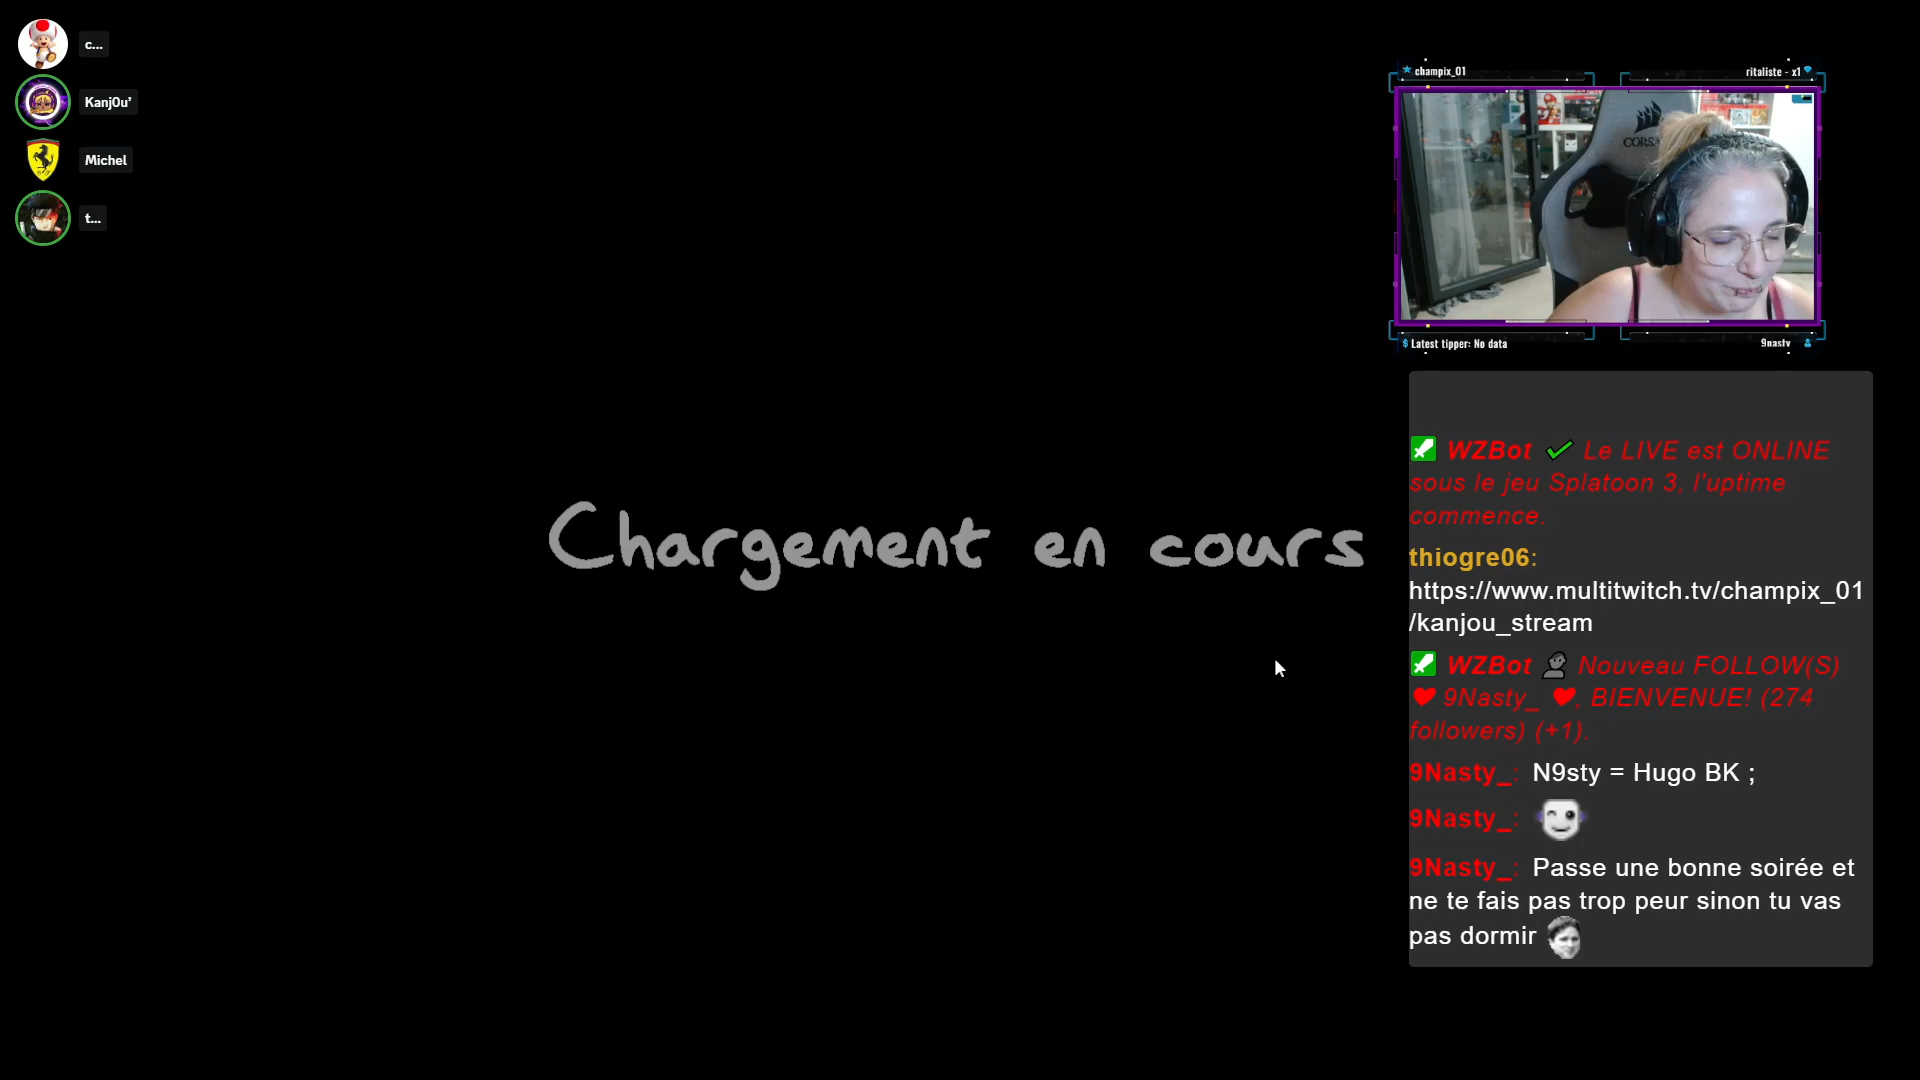 c...
KanjOu'
Michel
t...
champix_01
ritaliste - x1
CORSA
Latest tipper: No data
9nasty
Chargement en cours
WZBot ✔ Le LIVE est ONLINE
sous le jeu Splatoon 3, l'uptime
commence.
thiogre06:
https://www.multitwitch.tv/champix_01
/kanjou_stream
WZBot 👤 Nouveau FOLLOW(S)
♥ 9Nasty_ ♥, BIENVENUE! (274
followers) (+1).
9Nasty_: N9sty = Hugo BK ;
9Nasty_:
9Nasty_: Passe une bonne soirée et
ne te fais pas trop peur sinon tu vas
pas dormir